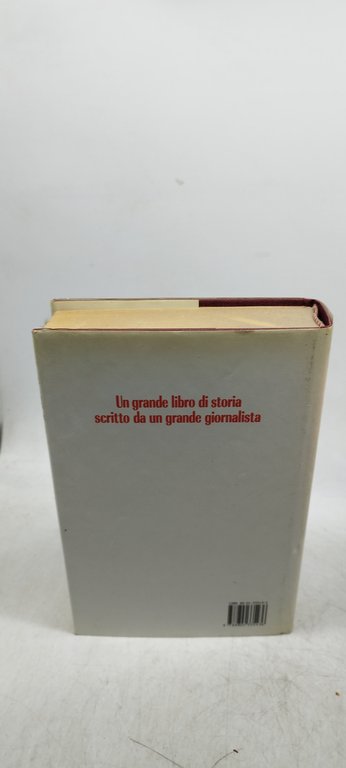 Un grande libro di storia
scritto da un grande giornalista